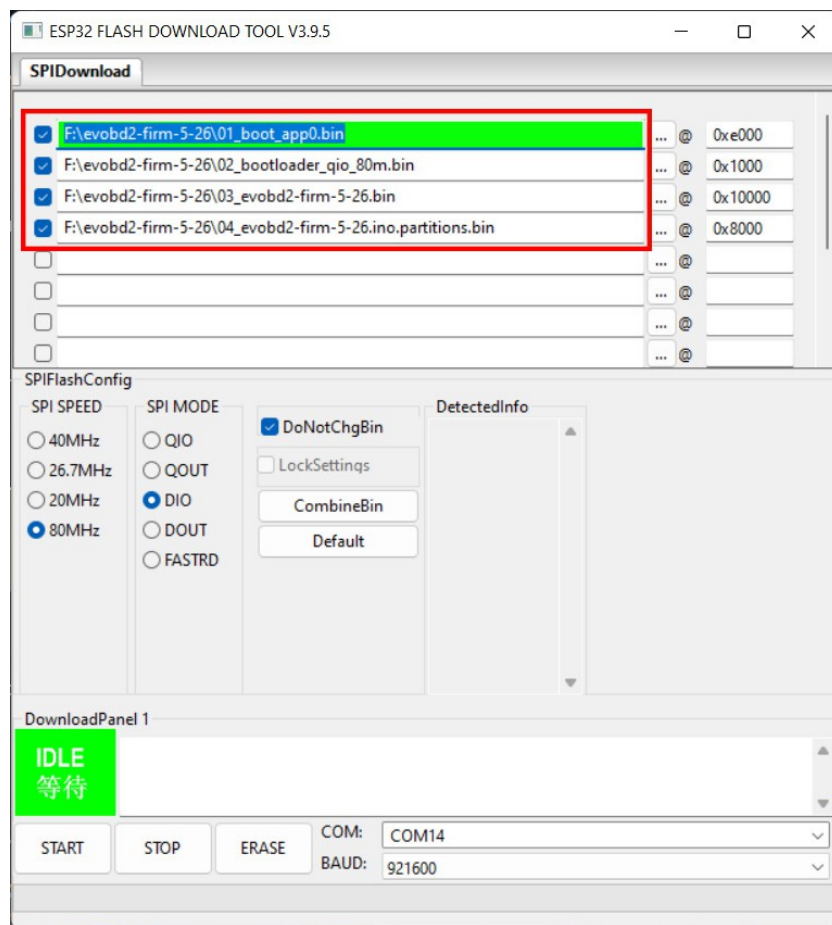 ESP32 FLASH DOWNLOAD TOOL V3.9.5
SPIDownload
F:\evobd2-firm-5-26\01_boot_app0.bin ... @ 0xe000
F:\evobd2-firm-5-26\02_bootloader_qio_80m.bin ... @ 0x1000
F:\evobd2-firm-5-26\03_evobd2-firm-5-26.bin ... @ 0x10000
F:\evobd2-firm-5-26\04_evobd2-firm-5-26.ino.partitions.bin ... @ 0x8000
... @
... @
... @
... @
SPIFlashConfig
SPI SPEED
40MHz
26.7MHz
20MHz
80MHz
SPI MODE
QIO
QOUT
DIO
DOUT
FASTRD
DoNotChgBin
LockSettings
CombineBin
Default
DetectedInfo
DownloadPanel 1
IDLE
等待
START
STOP
ERASE
COM: COM14
BAUD: 921600